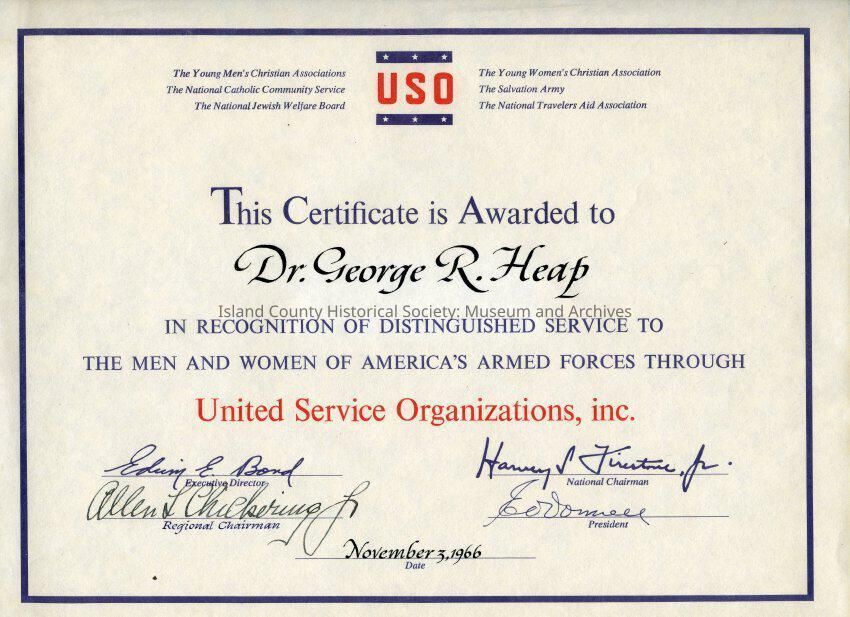 The Young Men's Christian Associations
The National Catholic Community Service
The National Jewish Welfare Board
USO
The Young Women's Christian Association
The Salvation Army
The National Travelers Aid Association
This Certificate is Awarded to
Dr. George R. Heap
Island County Historical Society: Museum and Archives
IN RECOGNITION OF DISTINGUISHED SERVICE TO
THE MEN AND WOMEN OF AMERICA'S ARMED FORCES THROUGH
United Service Organizations, inc.
Edwin E Bond
Executive Director
Harvey S Firestone, Jr.
National Chairman
Allen L Chickering Jr
Regional Chairman
President
November 3, 1966
Date